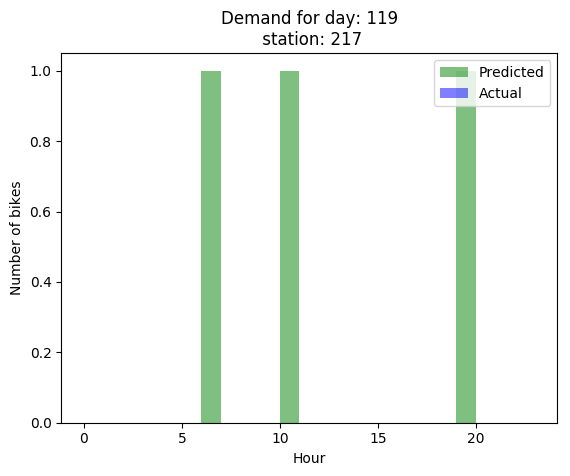 Demand for day: 119
station: 217
Predicted
Actual
Number of bikes
1.0
0.8
0.6
0.4
0.2
0.0
0
5
10
15
20
Hour